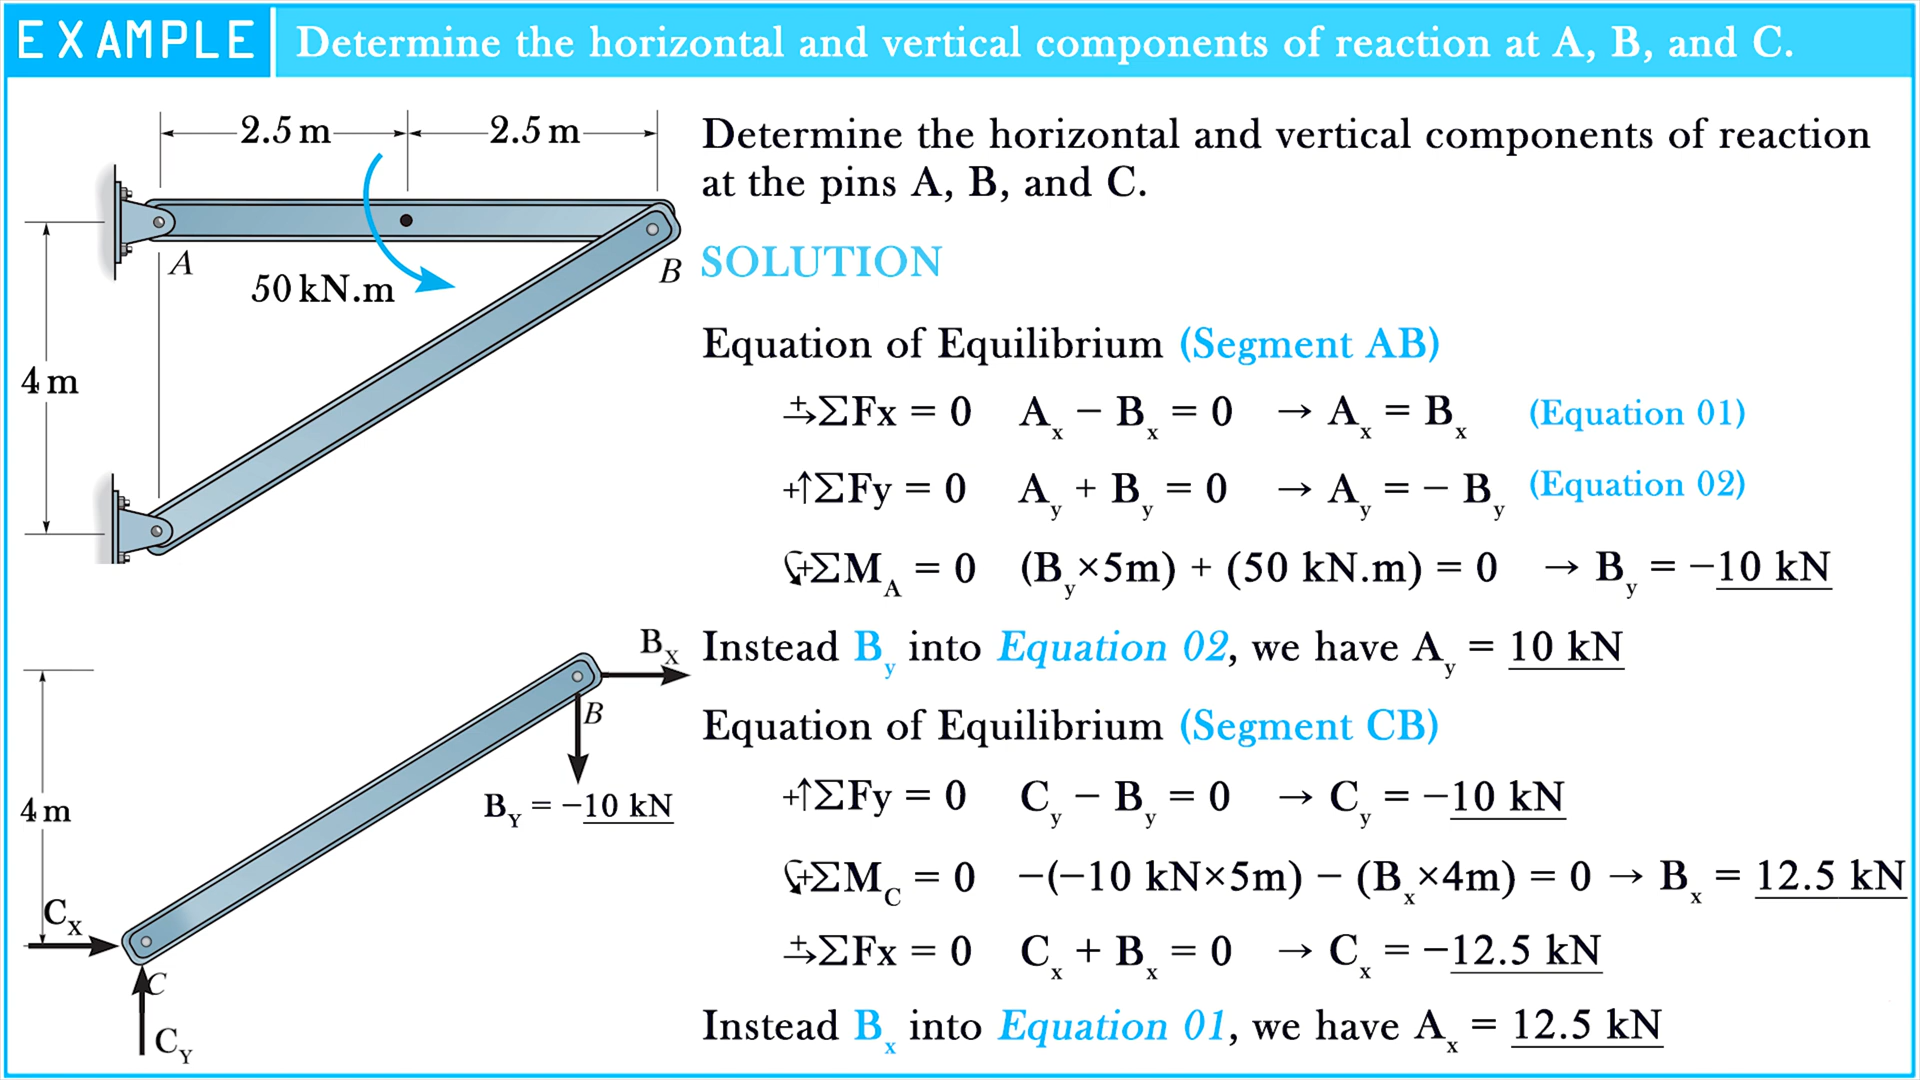 EXAMPLE
Determine the horizontal and vertical components of reaction at A, B, and C.
2.5 m
2.5 m
A
B
50 kN.m
4 m
Determine the horizontal and vertical components of reaction
at the pins A, B, and C.
SOLUTION
Equation of Equilibrium (Segment AB)
+→ΣFx = 0 Ax − Bx = 0 → Ax = Bx (Equation 01)
+↑ΣFy = 0 Ay + By = 0 → Ay = − By (Equation 02)
⤹+ΣMA = 0 (By×5m) + (50 kN.m) = 0 → By = −10 kN
Instead By into Equation 02, we have Ay = 10 kN
Equation of Equilibrium (Segment CB)
+↑ΣFy = 0 Cy − By = 0 → Cy = −10 kN
⤹+ΣMC = 0 −(−10 kN×5m) − (Bx×4m) = 0 → Bx = 12.5 kN
+→ΣFx = 0 Cx + Bx = 0 → Cx = −12.5 kN
Instead Bx into Equation 01, we have Ax = 12.5 kN
BX
B
BY = −10 kN
4 m
CX
C
CY